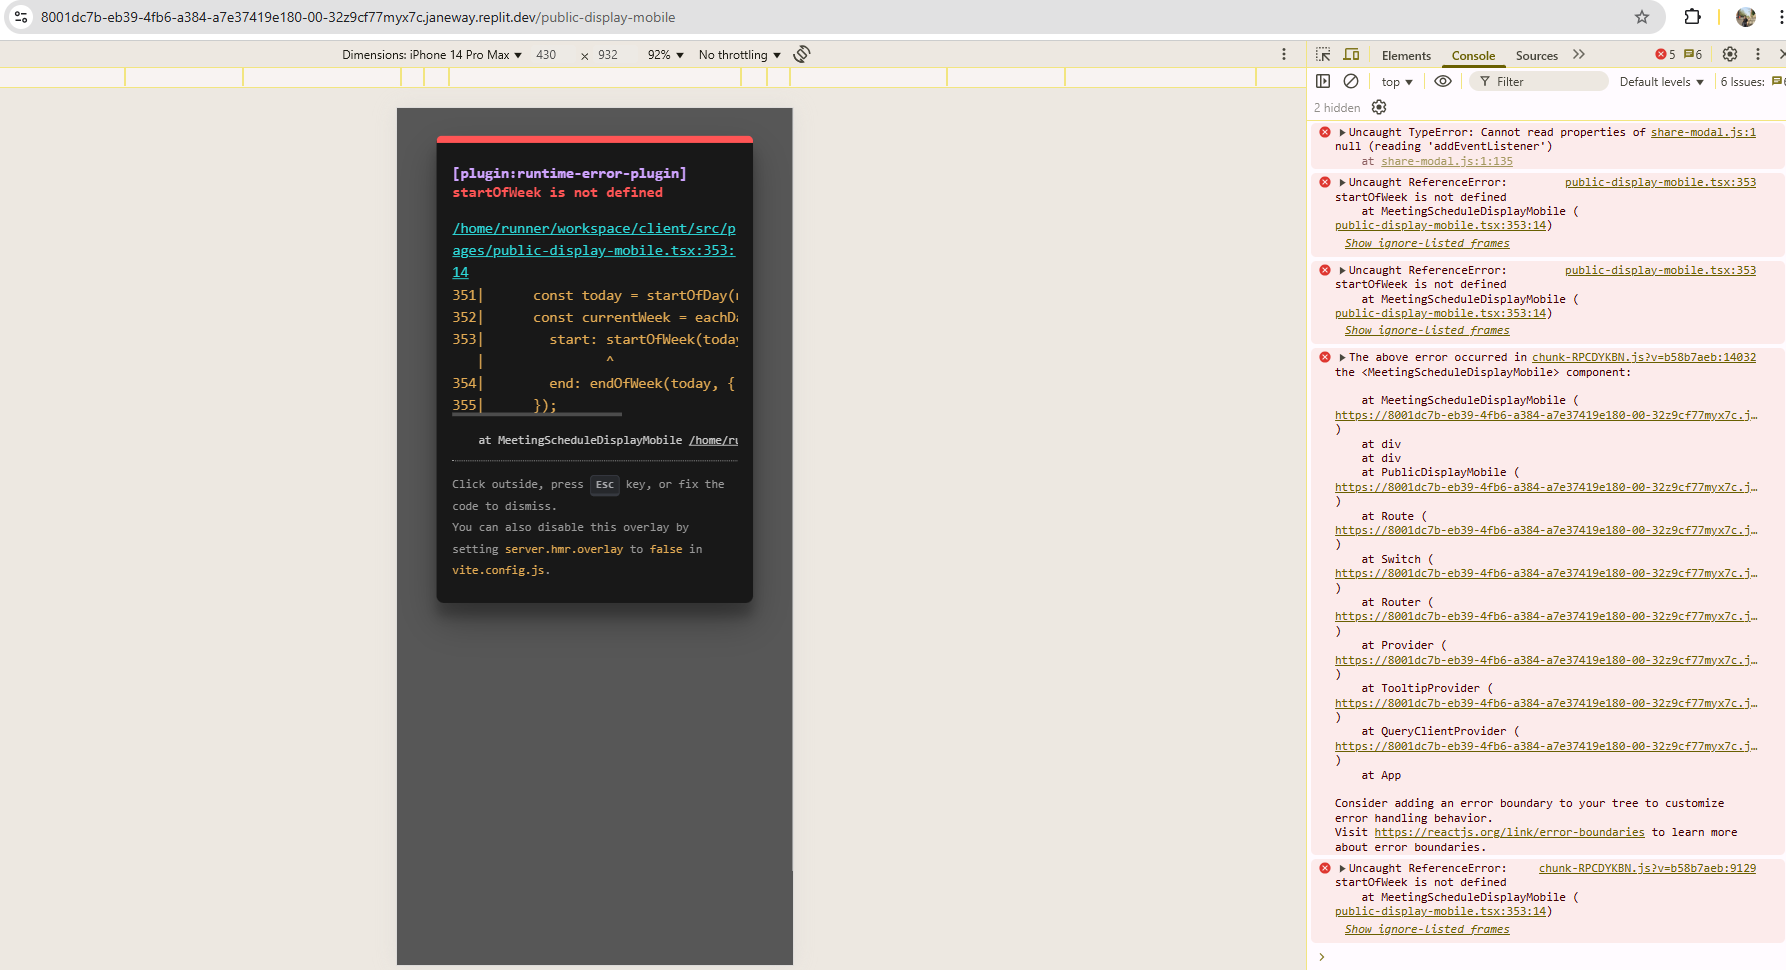 8001dc7b-eb39-4fb6-a384-a7e37419e180-00-32z9cf77myx7c.janeway.replit.dev/public-display-mobile
Dimensions: iPhone 14 Pro Max 430 × 932 92% No throttling
[plugin:runtime-error-plugin]
startOfWeek is not defined
/home/runner/workspace/client/src/p
ages/public-display-mobile.tsx:353:
14
351| const today = startOfDay(
352| const currentWeek = eachDa
353| start: startOfWeek(today
| ^
354| end: endOfWeek(today, {
355| });
at MeetingScheduleDisplayMobile /home/ru
Click outside, press Esc key, or fix the
code to dismiss.
You can also disable this overlay by
setting server.hmr.overlay to false in
vite.config.js.
Elements Console Sources 5 6
top Filter Default levels 6 Issues:
2 hidden
Uncaught TypeError: Cannot read properties of share-modal.js:1
null (reading 'addEventListener')
at share-modal.js:1:135
Uncaught ReferenceError: public-display-mobile.tsx:353
startOfWeek is not defined
at MeetingScheduleDisplayMobile (
public-display-mobile.tsx:353:14)
Show ignore-listed frames
Uncaught ReferenceError: public-display-mobile.tsx:353
startOfWeek is not defined
at MeetingScheduleDisplayMobile (
public-display-mobile.tsx:353:14)
Show ignore-listed frames
The above error occurred in chunk-RPCDYKBN.js?v=b58b7aeb:14032
the <MeetingScheduleDisplayMobile> component:
at MeetingScheduleDisplayMobile (
https://8001dc7b-eb39-4fb6-a384-a7e37419e180-00-32z9cf77myx7c.j…
)
at div
at div
at PublicDisplayMobile (
https://8001dc7b-eb39-4fb6-a384-a7e37419e180-00-32z9cf77myx7c.j…
)
at Route (
https://8001dc7b-eb39-4fb6-a384-a7e37419e180-00-32z9cf77myx7c.j…
)
at Switch (
https://8001dc7b-eb39-4fb6-a384-a7e37419e180-00-32z9cf77myx7c.j…
)
at Router (
https://8001dc7b-eb39-4fb6-a384-a7e37419e180-00-32z9cf77myx7c.j…
)
at Provider (
https://8001dc7b-eb39-4fb6-a384-a7e37419e180-00-32z9cf77myx7c.j…
)
at TooltipProvider (
https://8001dc7b-eb39-4fb6-a384-a7e37419e180-00-32z9cf77myx7c.j…
)
at QueryClientProvider (
https://8001dc7b-eb39-4fb6-a384-a7e37419e180-00-32z9cf77myx7c.j…
)
at App
Consider adding an error boundary to your tree to customize
error handling behavior.
Visit https://reactjs.org/link/error-boundaries to learn more
about error boundaries.
Uncaught ReferenceError: chunk-RPCDYKBN.js?v=b58b7aeb:9129
startOfWeek is not defined
at MeetingScheduleDisplayMobile (
public-display-mobile.tsx:353:14)
Show ignore-listed frames